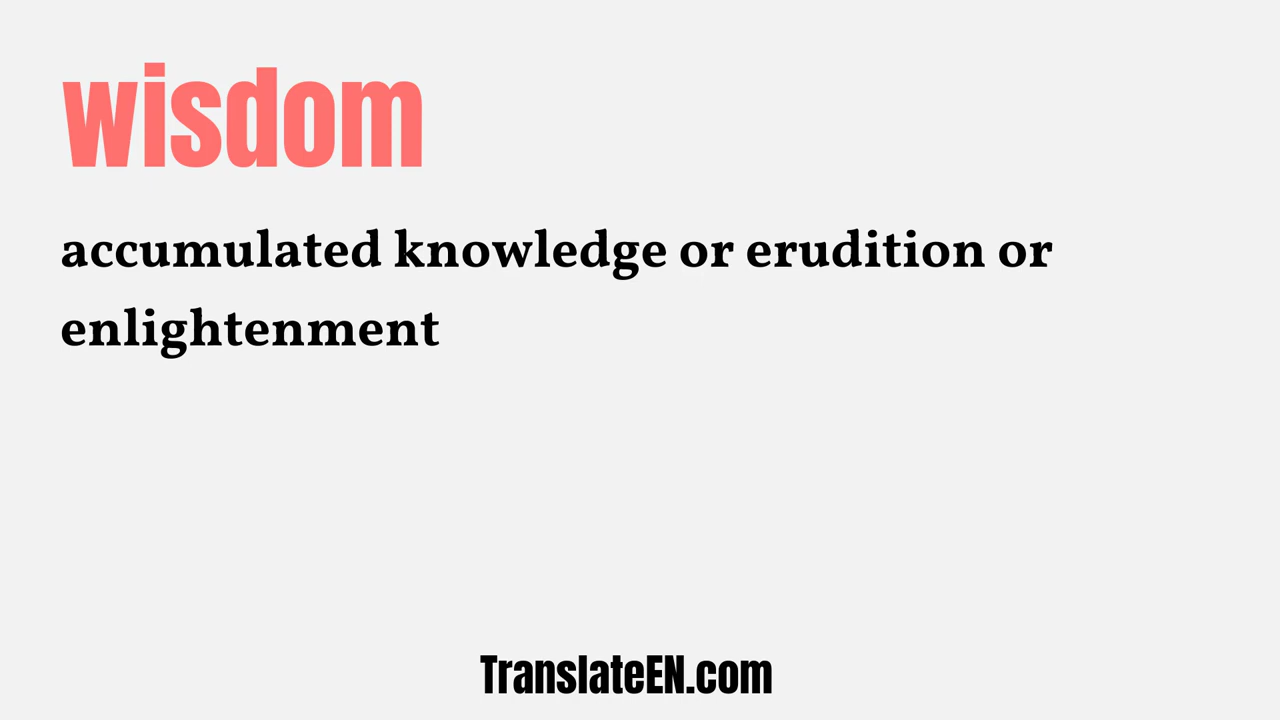 wisdom
accumulated knowledge or erudition or
enlightenment
TranslateEN.com